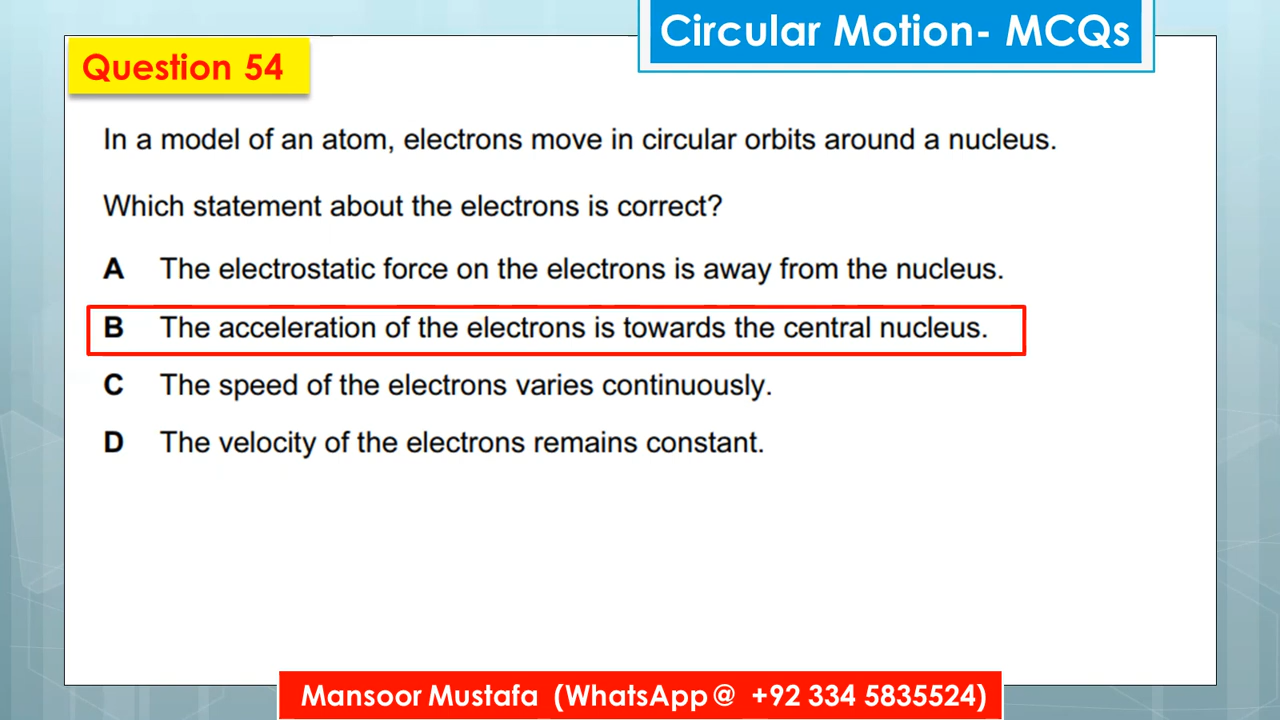 Circular Motion- MCQs
Question 54
In a model of an atom, electrons move in circular orbits around a nucleus.
Which statement about the electrons is correct?
A The electrostatic force on the electrons is away from the nucleus.
B The acceleration of the electrons is towards the central nucleus.
C The speed of the electrons varies continuously.
D The velocity of the electrons remains constant.
Mansoor Mustafa (WhatsApp@ +92 334 5835524)